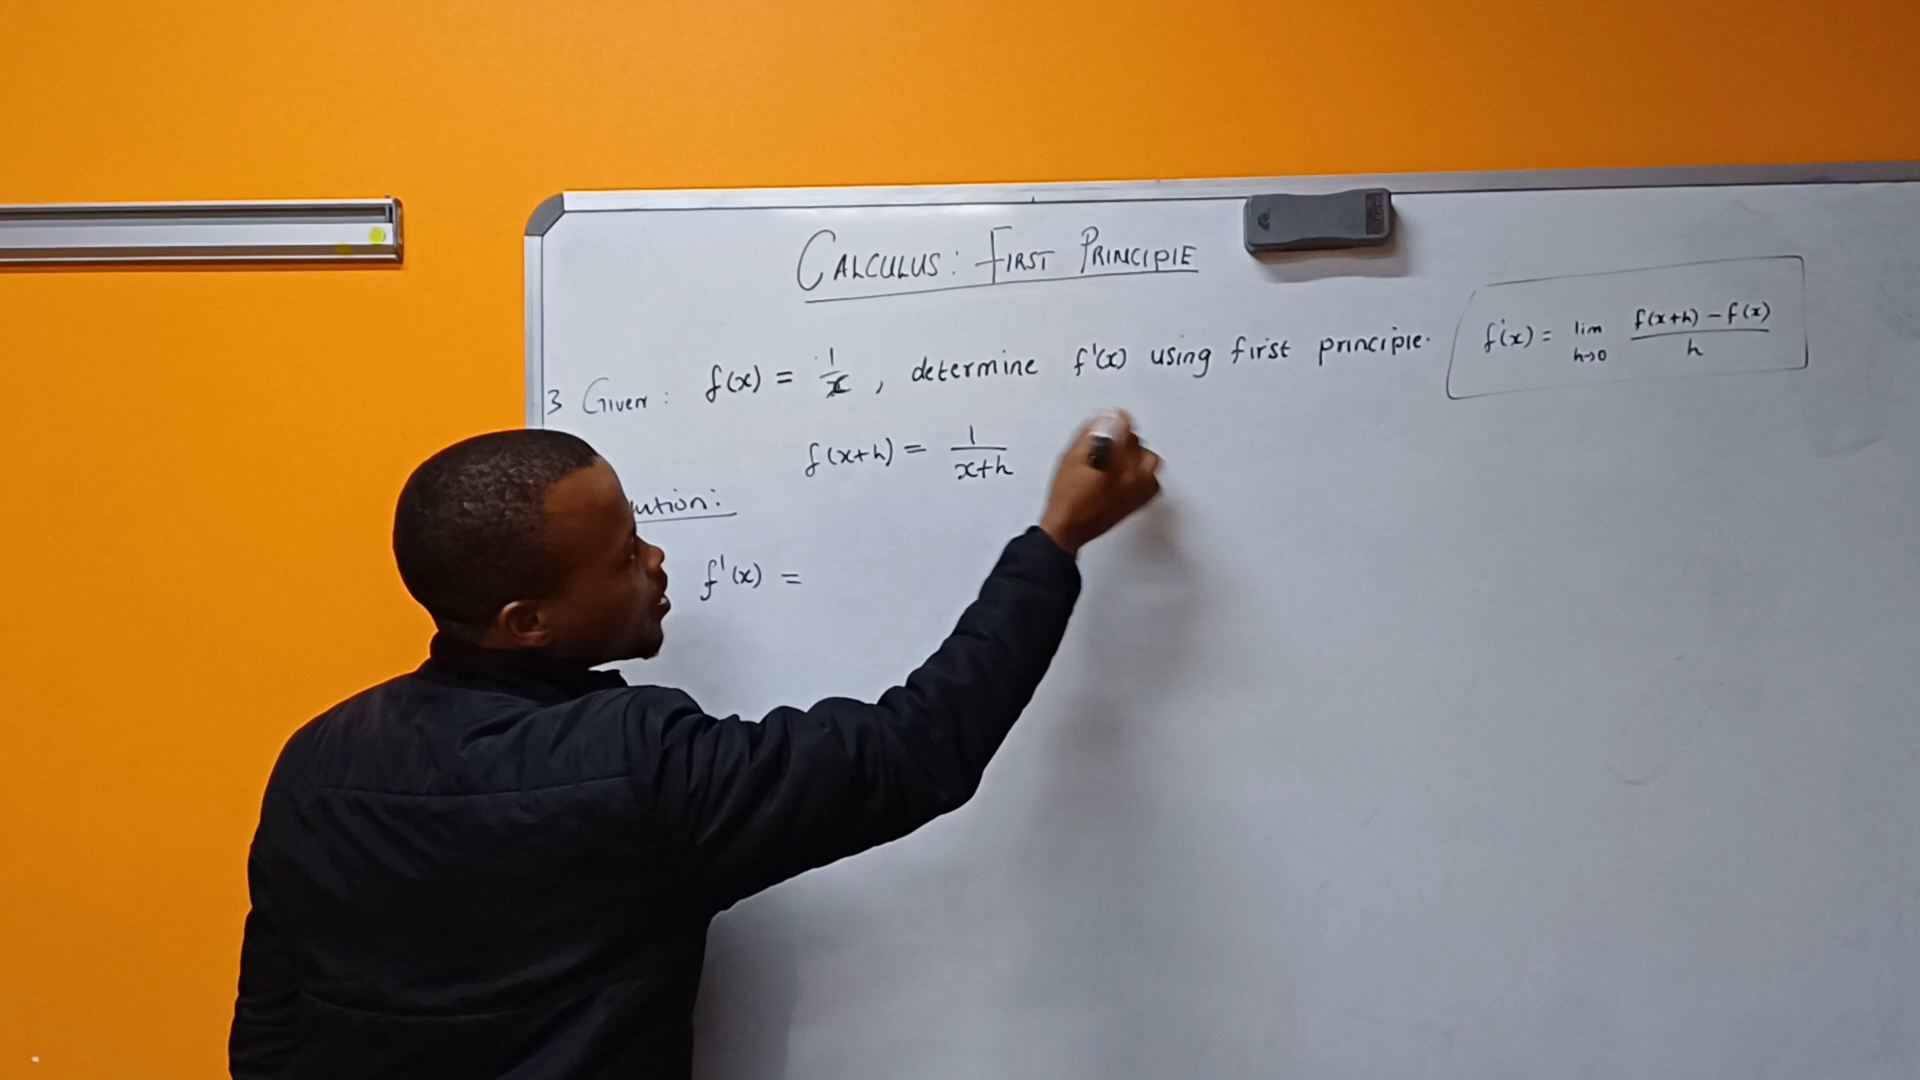 CALCULUS: FIRST PRINCIPLE
3 Given: f(x) = 1/x, determine f'(x) using first principle.
f'(x) = lim h→0 f(x+h) - f(x) / h
f(x+h) = 1/x+h
ution:
f'(x) =